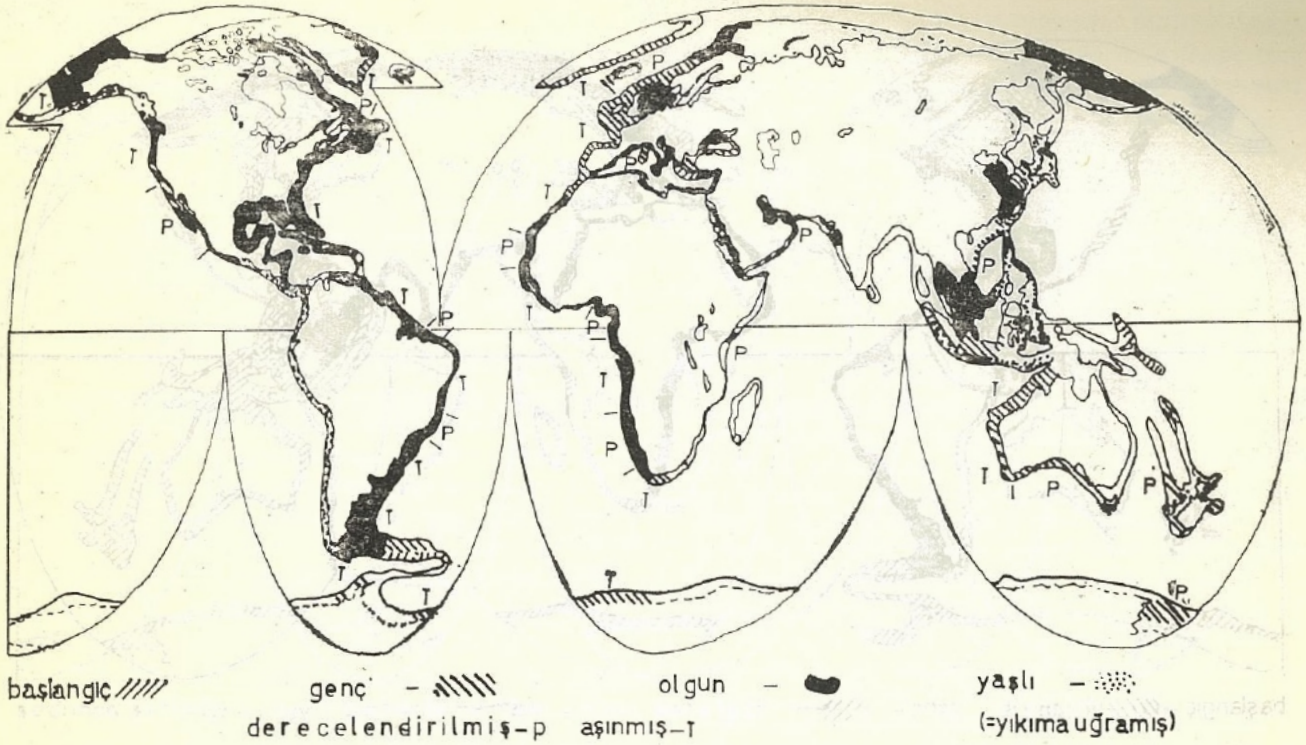 başlangıç genç - olgun - yaşlı -
derecelendirilmiş-p aşınmış-T (=yıkıma uğramış)